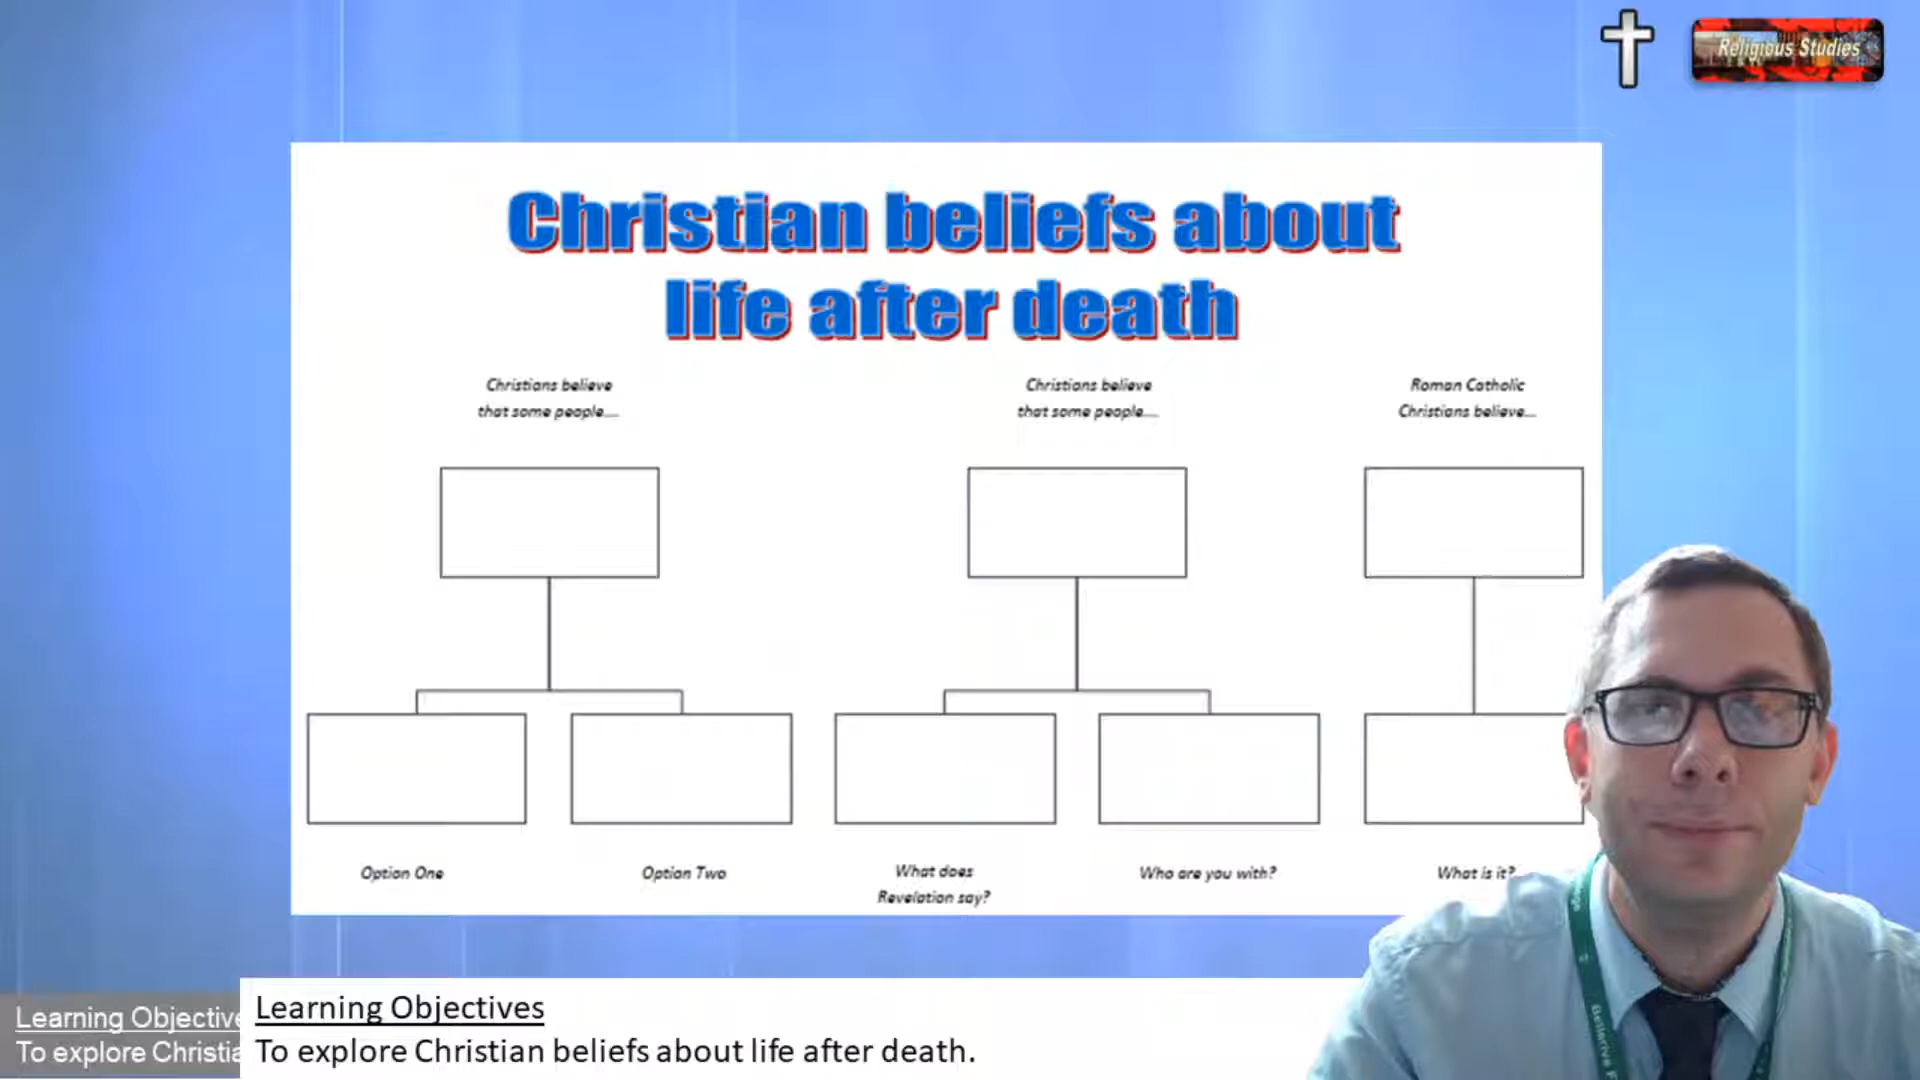 Religious Studies
Christian beliefs about
life after death
Christians believe
that some people....
Christians believe
that some people....
Roman Catholic
Christians believe...
Option One
Option Two
What does
Revelation say?
Who are you with?
What is it?
Learning Objective
To explore Christia
Learning Objectives
To explore Christian beliefs about life after death.
Bellerive F